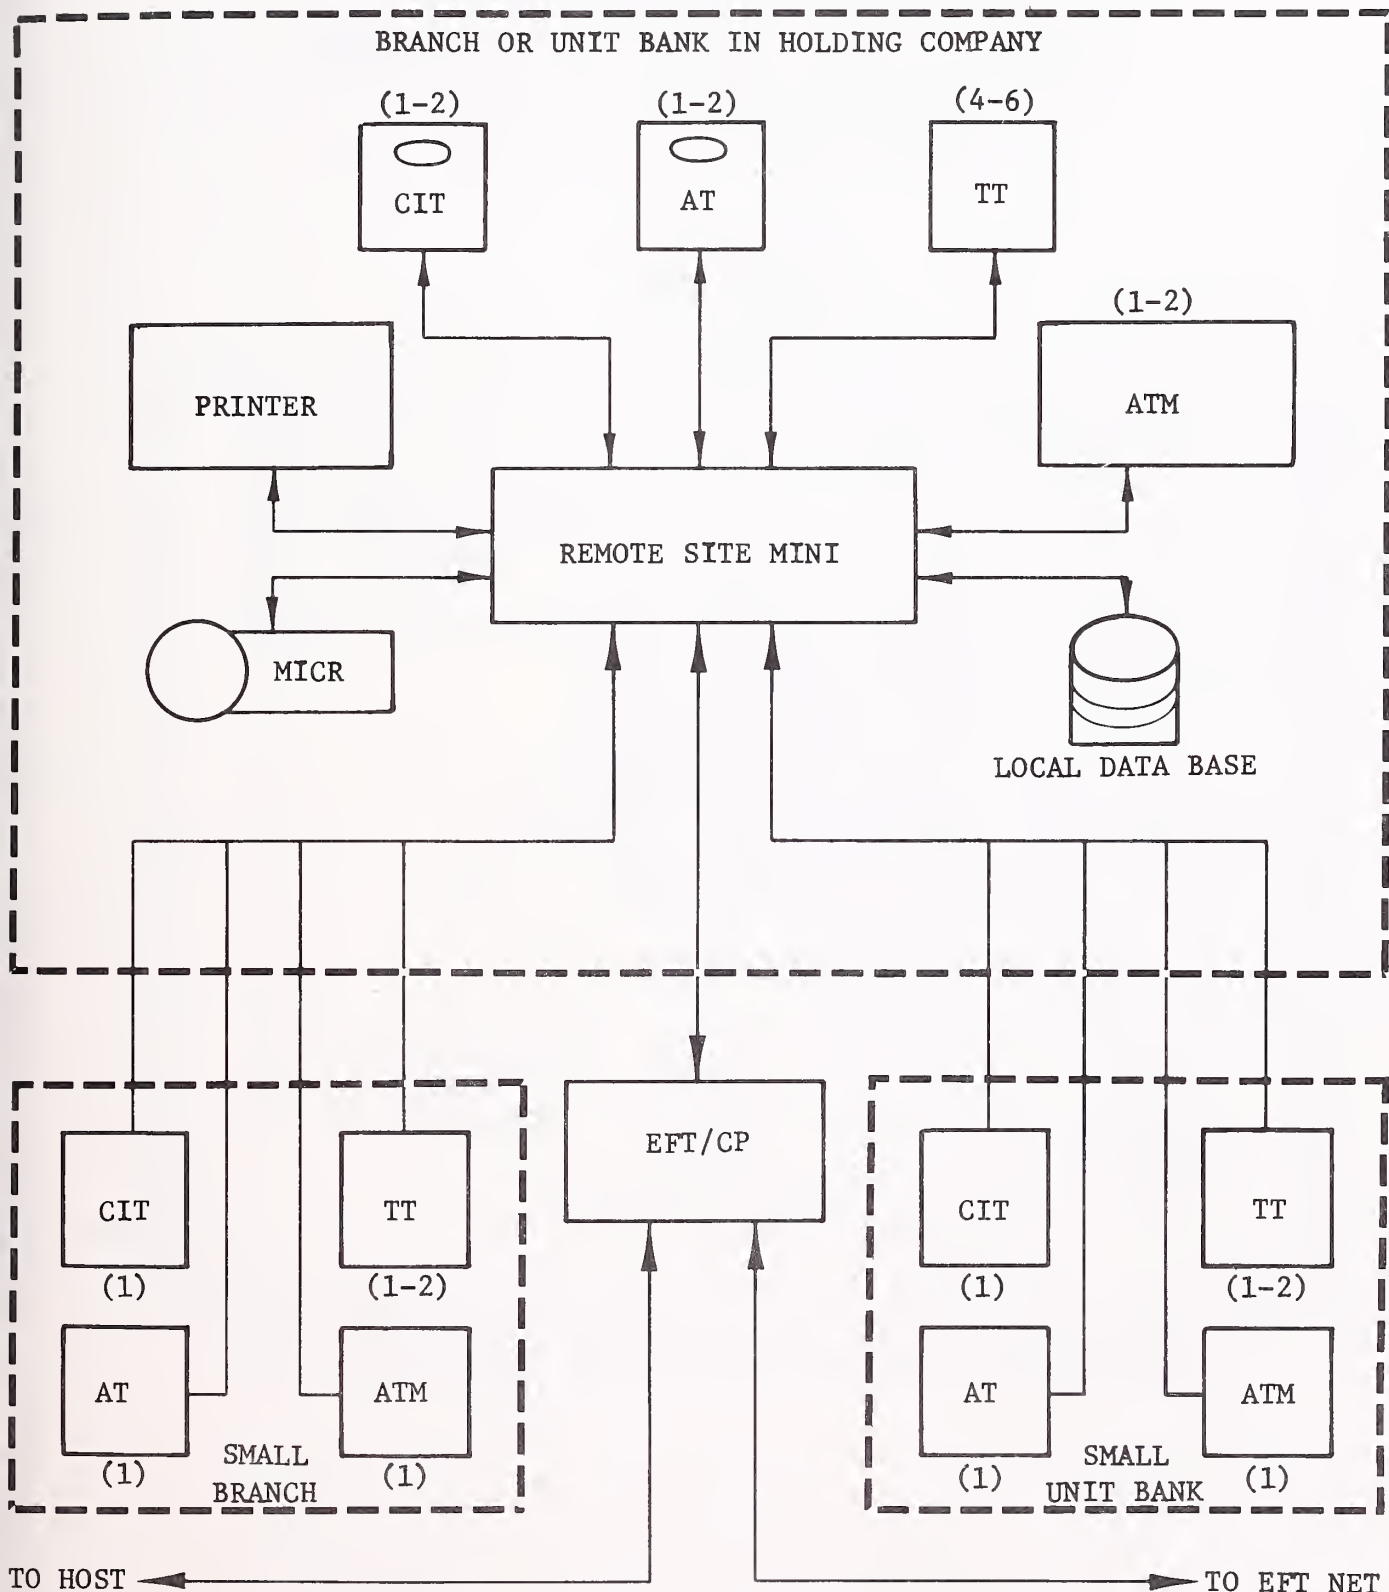 BRANCH OR UNIT BANK IN HOLDING COMPANY
(1-2)
(1-2)
(4-6)
CIT
AT
TT
(1-2)
PRINTER
ATM
REMOTE SITE MINI
MICR
LOCAL DATA BASE
EFT/CP
CIT
TT
(1)
(1-2)
AT
ATM
(1)
(1)
SMALL
BRANCH
CIT
TT
(1)
(1-2)
AT
ATM
(1)
(1)
SMALL
UNIT BANK
TO HOST
TO EFT NET